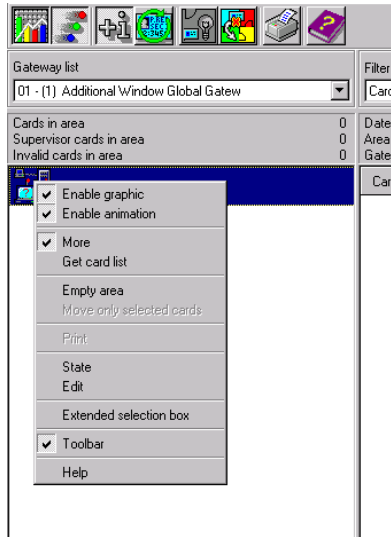 Gateway list
Filter
01 - (1) Additional Window Global Gatew
Card
Cards in area 0
Supervisor cards in area 0
Invalid cards in area 0
Date
Area
Gate
Car
Enable graphic
Enable animation
More
Get card list
Empty area
Move only selected cards
Print
State
Edit
Extended selection box
Toolbar
Help